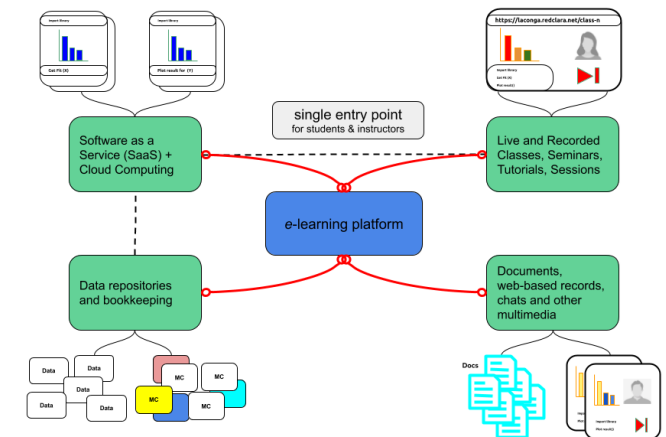 Import library
Get Fit (X)
Import library
Plot result for (Y)
https://laconga.redclara.net/class-n
Import library
Get Fit (X)
Plot resul()
single entry point
for students & instructors
Software as a
Service (SaaS) +
Cloud Computing
Live and Recorded
Classes, Seminars,
Tutorials, Sessions
e-learning platform
Data repositories
and bookkeeping
Documents,
web-based records,
chats and other
multimedia
Data
Data
Data
Data
Data
MC
MC
MC
MC
Docs
Import library
Plot result()